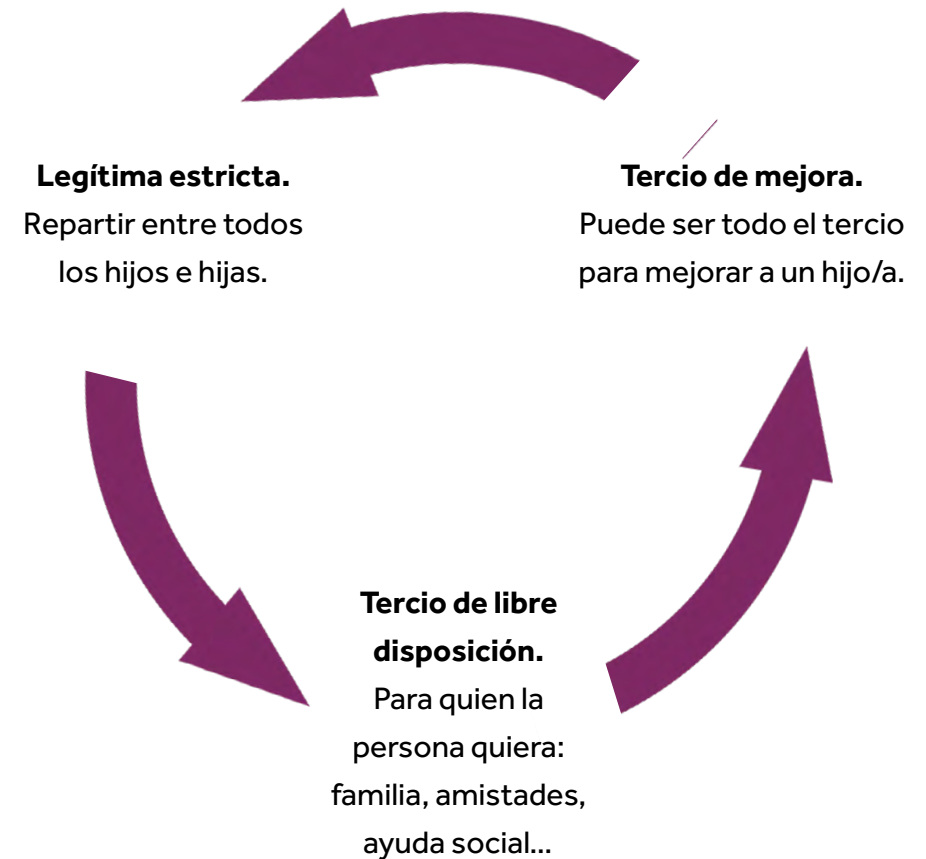 Legítima estricta.
Repartir entre todos
los hijos e hijas.
Tercio de mejora.
Puede ser todo el tercio
para mejorar a un hijo/a.
Tercio de libre
disposición.
Para quien la
persona quiera:
familia, amistades,
ayuda social...